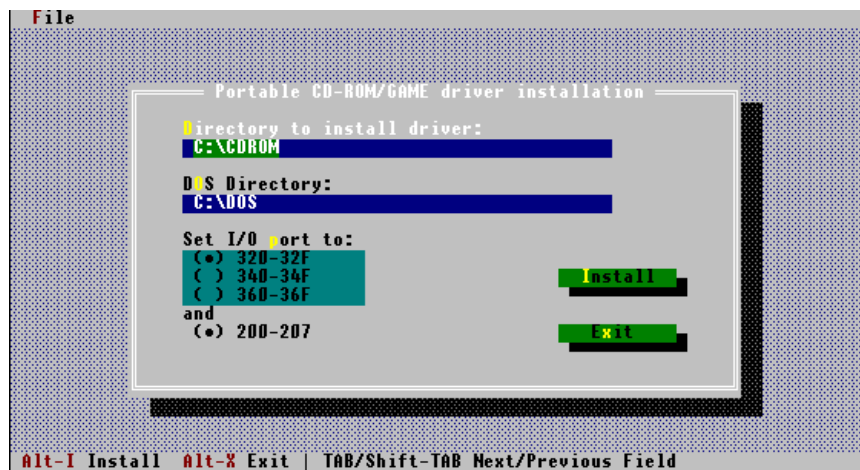 File
Portable CD-ROM/GAME driver installation
Directory to install driver:
C:\CDROM
DOS Directory:
C:\DOS
Set I/O port to:
(•) 320-32F
( ) 340-34F
( ) 360-36F
Install
and
(•) 200-207
Exit
Alt-I Install Alt-X Exit | TAB/Shift-TAB Next/Previous Field